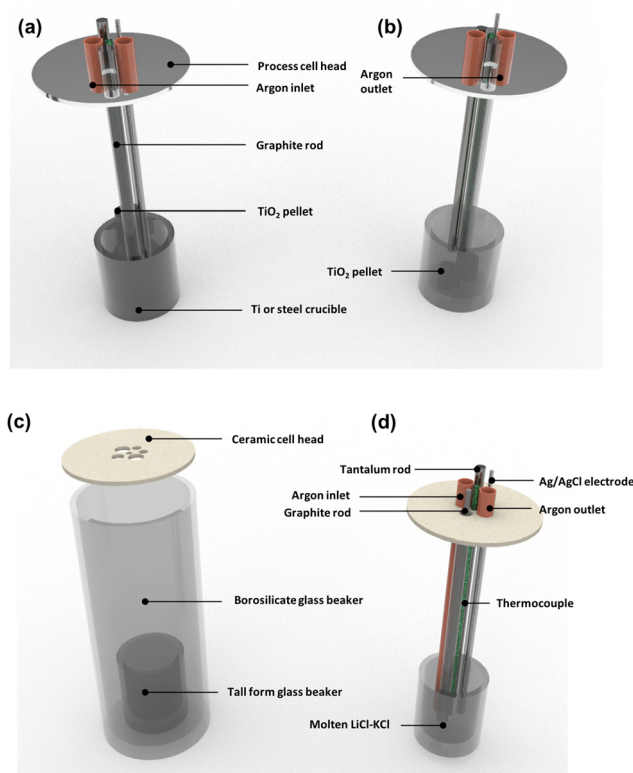 (a)
(b)
Process cell head
Argon inlet
Argon
outlet
Graphite rod
TiO₂ pellet
TiO₂ pellet
Ti or steel crucible
(c)
(d)
Ceramic cell head
Tantalum rod
Ag/AgCl electrode
Argon inlet
Graphite rod
Argon outlet
Borosilicate glass beaker
Thermocouple
Tall form glass beaker
Molten LiCl-KCl